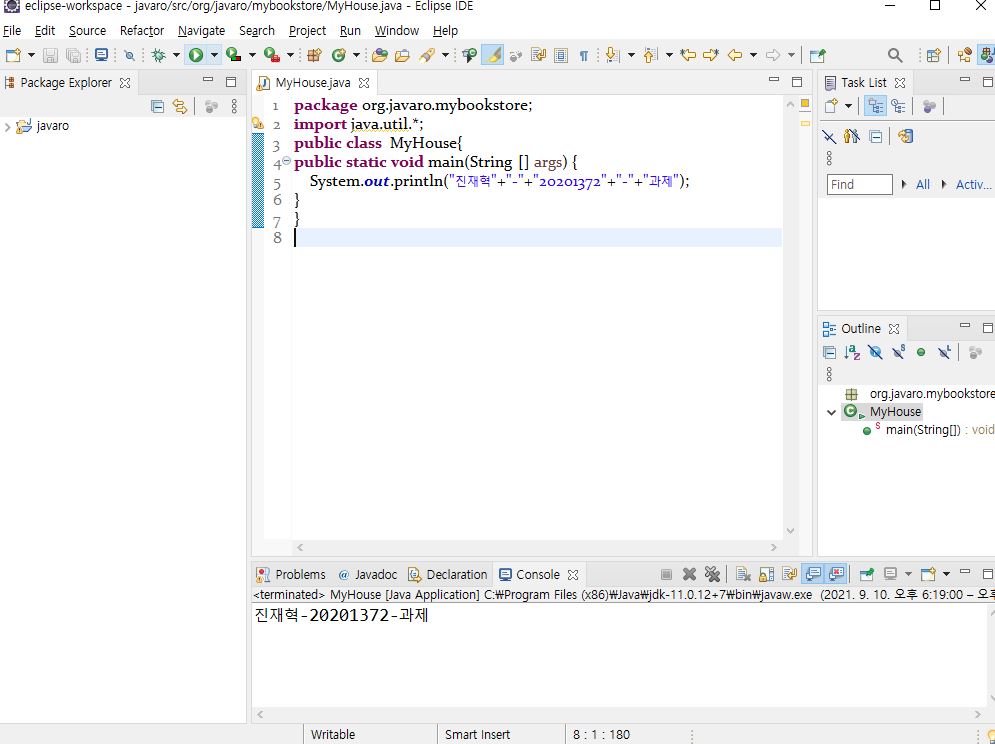 eclipse-workspace - javaro/src/org/javaro/mybookstore/MyHouse.java - Eclipse IDE
File Edit Source Refactor Navigate Search Project Run Window Help
Package Explorer
javaro
MyHouse.java
1 package org.javaro.mybookstore;
2 import java.util.*;
3 public class MyHouse{
4 public static void main(String [] args) {
5 System.out.println("진재혁"+"-"+"20201372"+"-"+"과제");
6 }
7 }
8
Task List
Find All Activ...
Outline
org.javaro.mybookstore
MyHouse
main(String[]) : void
Problems Javadoc Declaration Console
<terminated> MyHouse [Java Application] C:₩Program Files (x86)₩Java₩jdk-11.0.12+7₩bin₩javaw.exe (2021. 9. 10. 오후 6:19:00 – 오후
진재혁-20201372-과제
Writable Smart Insert 8 : 1 : 180